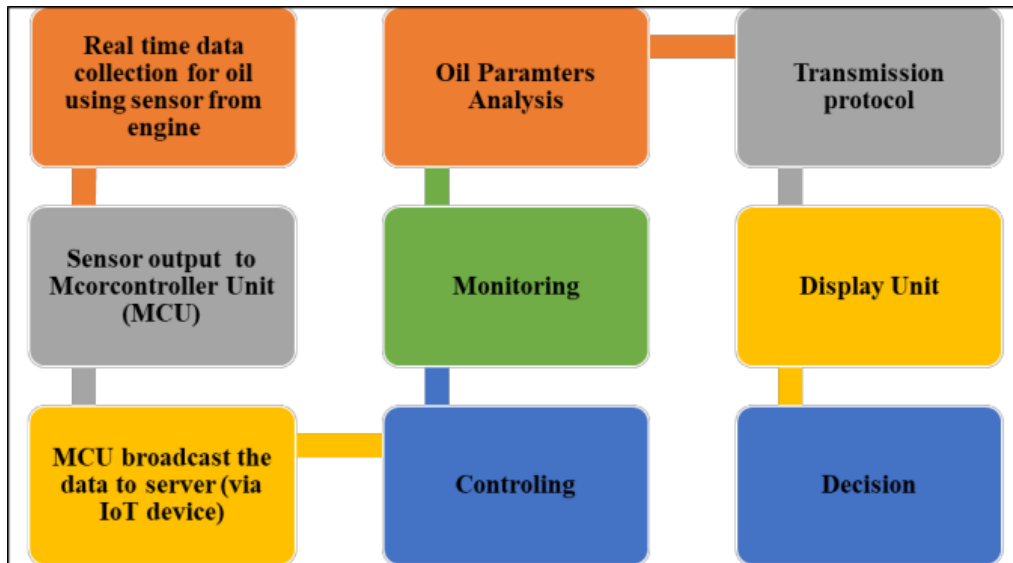 Real time data
collection for oil
using sensor from
engine
Sensor output to
Mcorcontroller Unit
(MCU)
MCU broadcast the
data to server (via
IoT device)
Controling
Monitoring
Oil Paramters
Analysis
Transmission
protocol
Display Unit
Decision